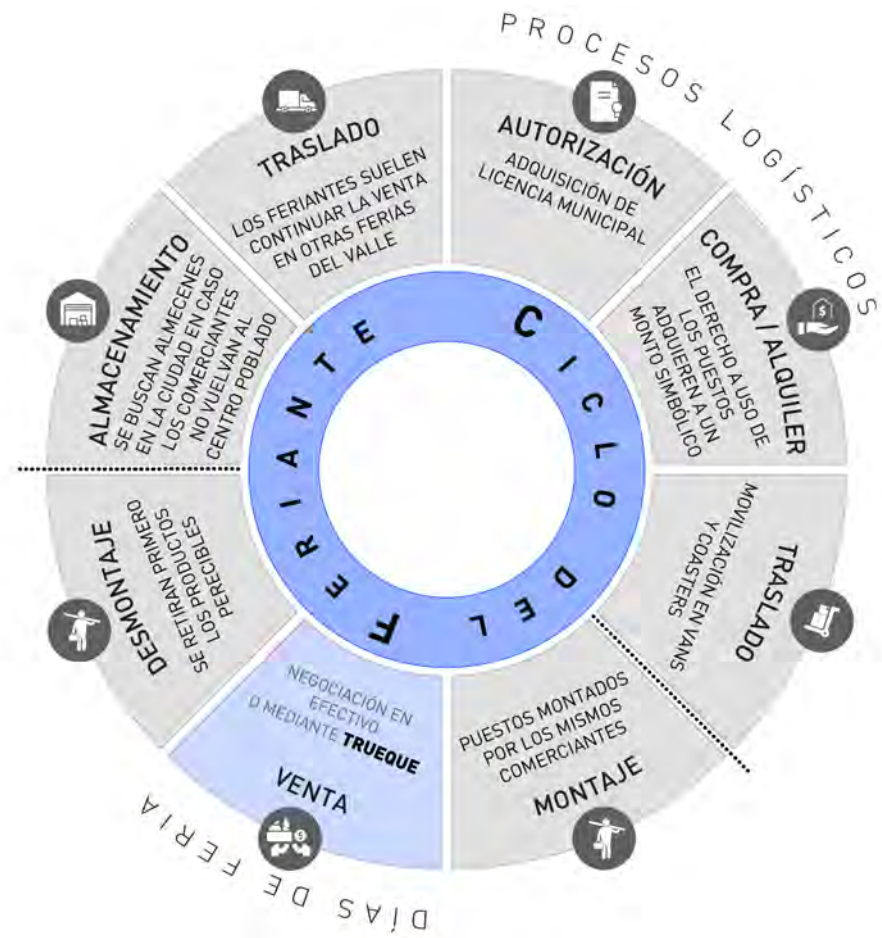 PROCESOS LOGÍSTICOS
AUTORIZACIÓN
ADQUISICIÓN DE
LICENCIA MUNICIPAL
COMPRA / ALQUILER
EL DERECHO A USO DE
LOS PUESTOS
ADQUIEREN A UN
MONTO SIMBÓLICO
TRASLADO
MOVILIZACIÓN EN VANS
Y COASTERS
PUESTOS MONTADOS
POR LOS MISMOS
COMERCIANTES
MONTAJE
NEGOCIACIÓN EN
EFECTIVO
O MEDIANTE TRUEQUE
VENTA
DÍAS DE FERIA
DESMONTAJE
SE RETIRAN PRIMERO
LOS PRODUCTOS
PERECIBLES
ALMACENAMIENTO
SE BUSCAN ALMECENES
EN LA CIUDAD EN CASO
LOS COMERCIANTES
NO VUELVAN AL
CENTRO POBLADO
TRASLADO
LOS FERIANTES SUELEN
CONTINUAR LA VENTA
EN OTRAS FERIAS
DEL VALLE
CICLO DEL FERIANTE